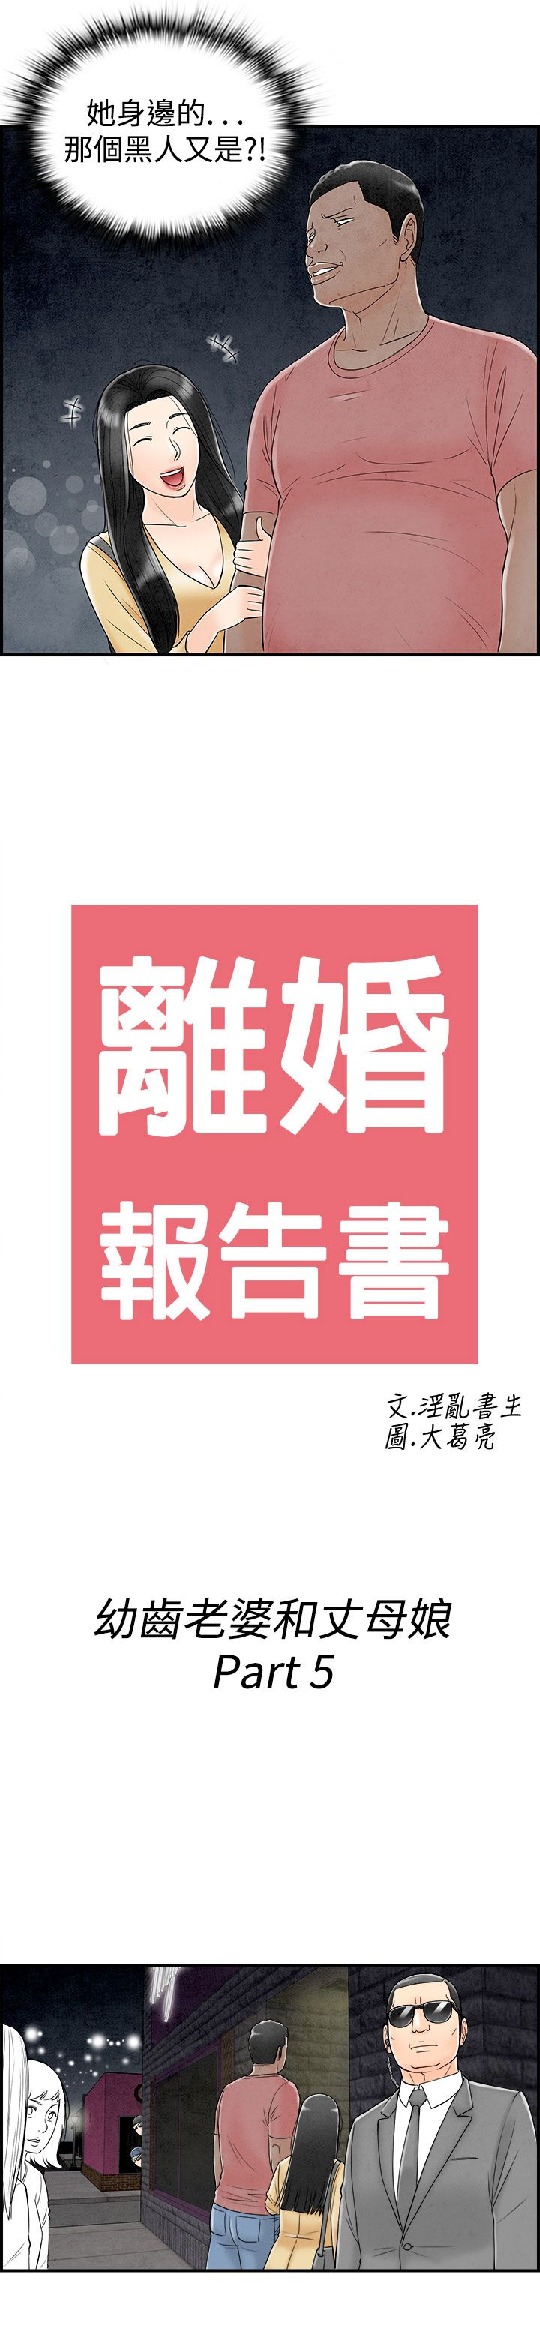 她身邊的...
那個黑人又是?!
離婚
報告書
文.淫亂書生
圖.大葛亮
幼齒老婆和丈母娘
Part 5